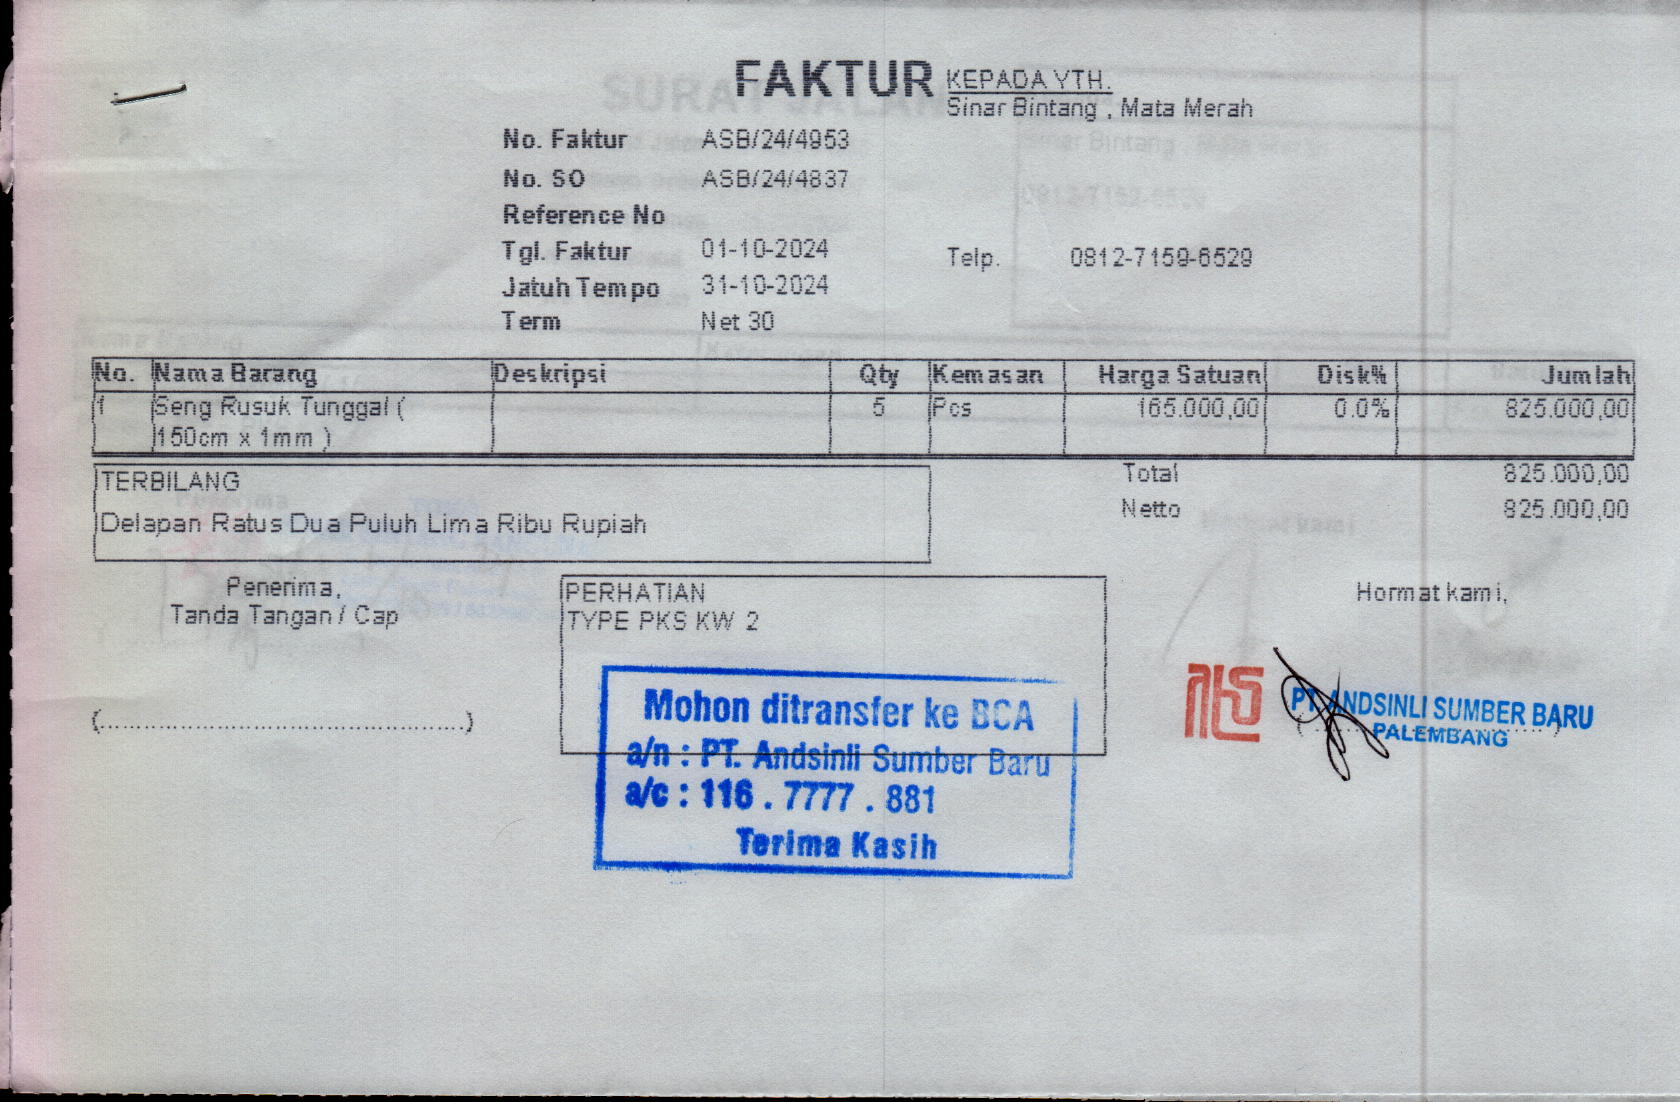 FAKTUR
KEPADA YTH.
Sinar Bintang , Mata Merah
No. Faktur ASB/24/4953
No. SO ASB/24/4837
Reference No
Tgl. Faktur 01-10-2024
Telp. 0812-7159-6529
Jatuh Tempo 31-10-2024
Term Net 30
No. Nama Barang Deskripsi Qty Kemasan Harga Satuan Disk% Jumlah
1 Seng Rusuk Tunggal ( 5 Pcs 165.000,00 0.0% 825.000,00
150cm x 1mm )
TERBILANG
Delapan Ratus Dua Puluh Lima Ribu Rupiah
Total 825.000,00
Netto 825.000,00
Penerima,
Tanda Tangan / Cap
PERHATIAN
TYPE PKS KW 2
Hormat kami,
Mohon ditransfer ke BCA
a/n : PT. Andsinli Sumber Baru
a/c : 116 . 7777 . 881
Terima Kasih
PT. ANDSINLI SUMBER BARU
PALEMBANG